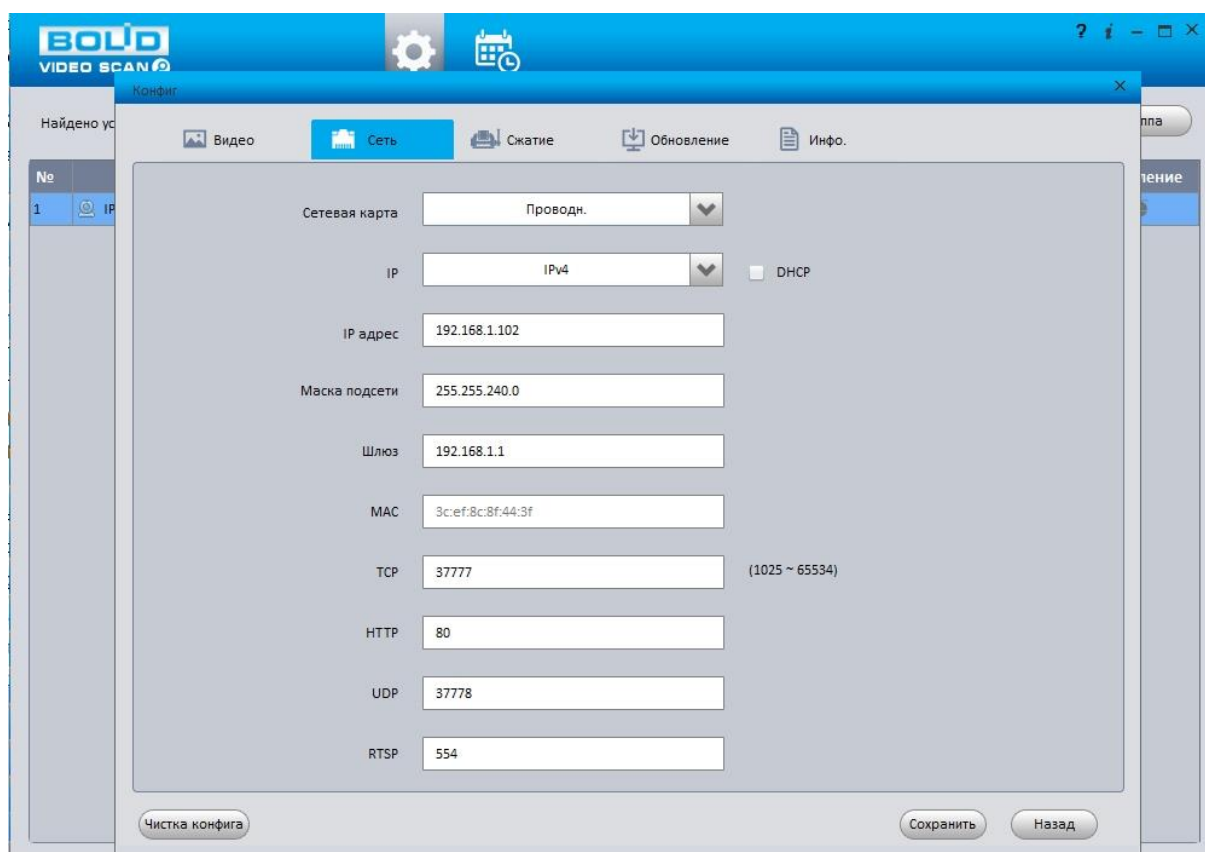 BOLID
VIDEO SCAN
? i
Конфиг
Найдено ус
ппа
Видео Сеть Сжатие Обновление Инфо.
№ ление
1 IP
Сетевая карта Проводн.
IP IPv4 DHCP
IP адрес 192.168.1.102
Маска подсети 255.255.240.0
Шлюз 192.168.1.1
MAC 3c:ef:8c:8f:44:3f
TCP 37777 (1025 ~ 65534)
HTTP 80
UDP 37778
RTSP 554
Чистка конфига Сохранить Назад